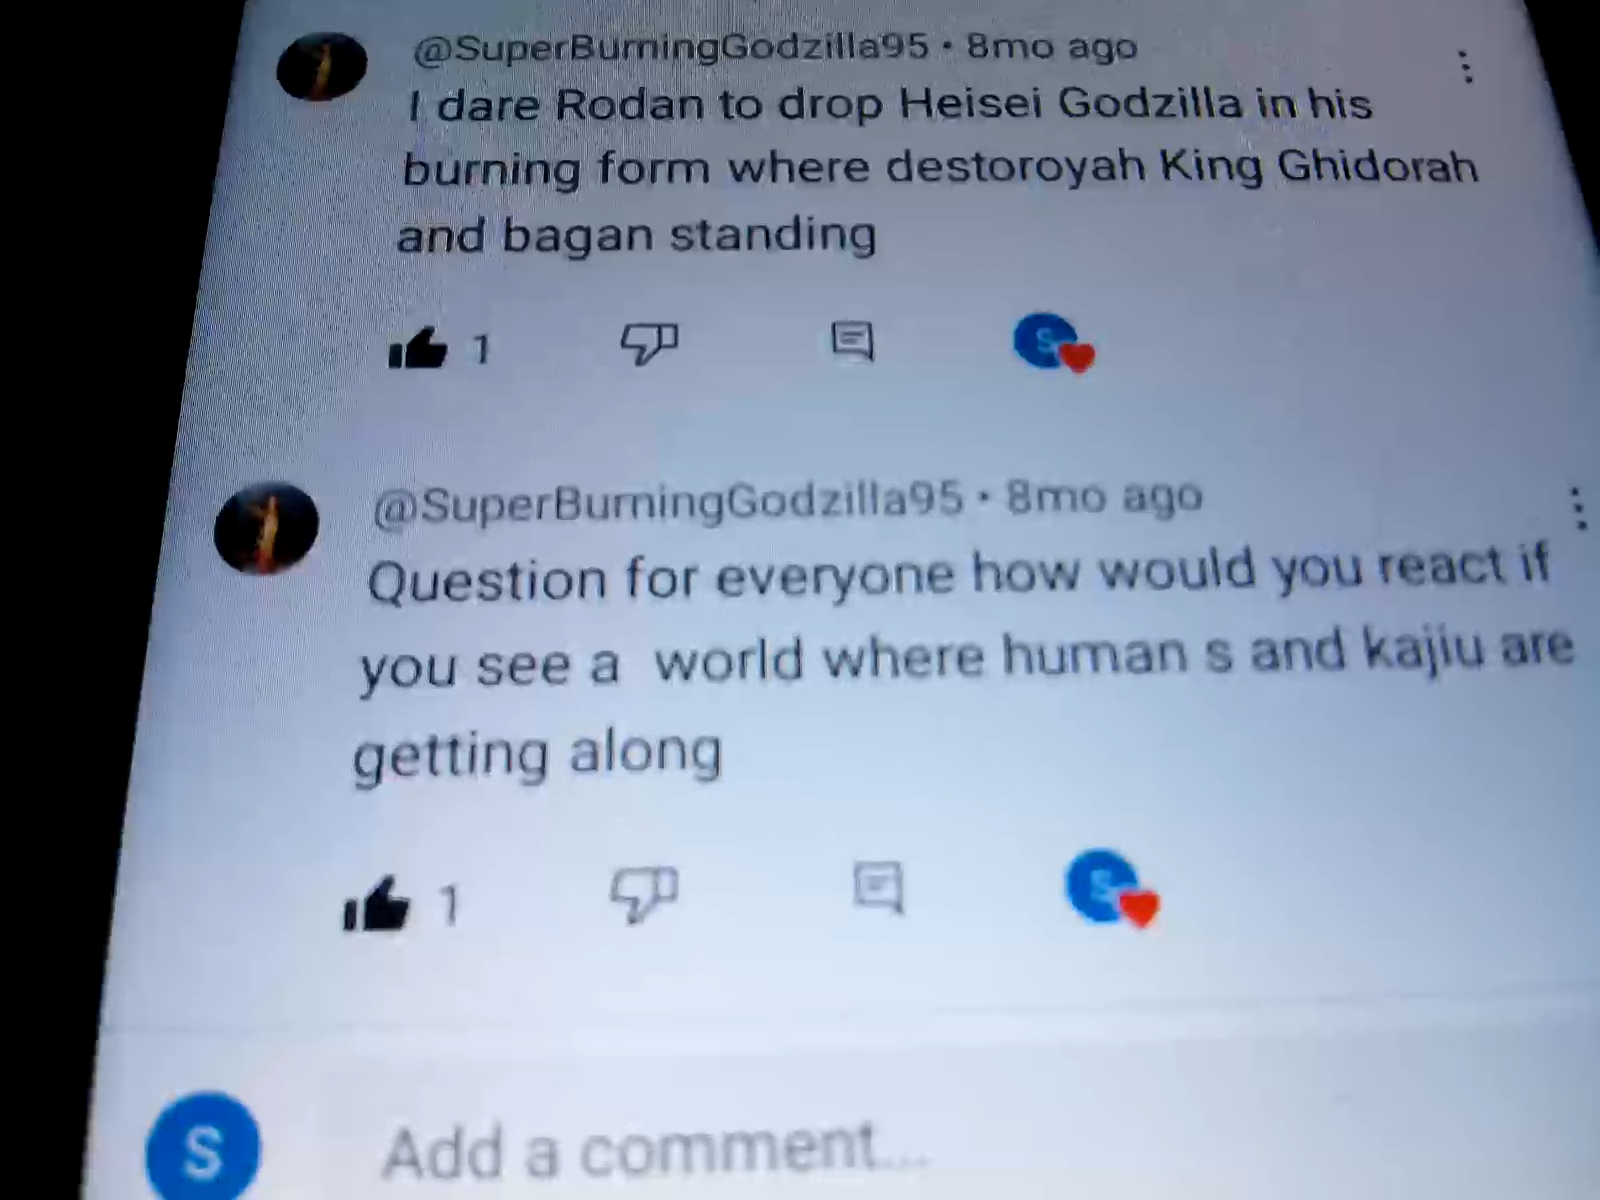 @SuperBurningGodzilla95 • 8mo ago
I dare Rodan to drop Heisei Godzilla in his
burning form where destoroyah King Ghidorah
and bagan standing
1
S
@SuperBurningGodzilla95 • 8mo ago
Question for everyone how would you react if
you see a  world where human s and kajiu are
getting along
1
S
S
Add a comment...